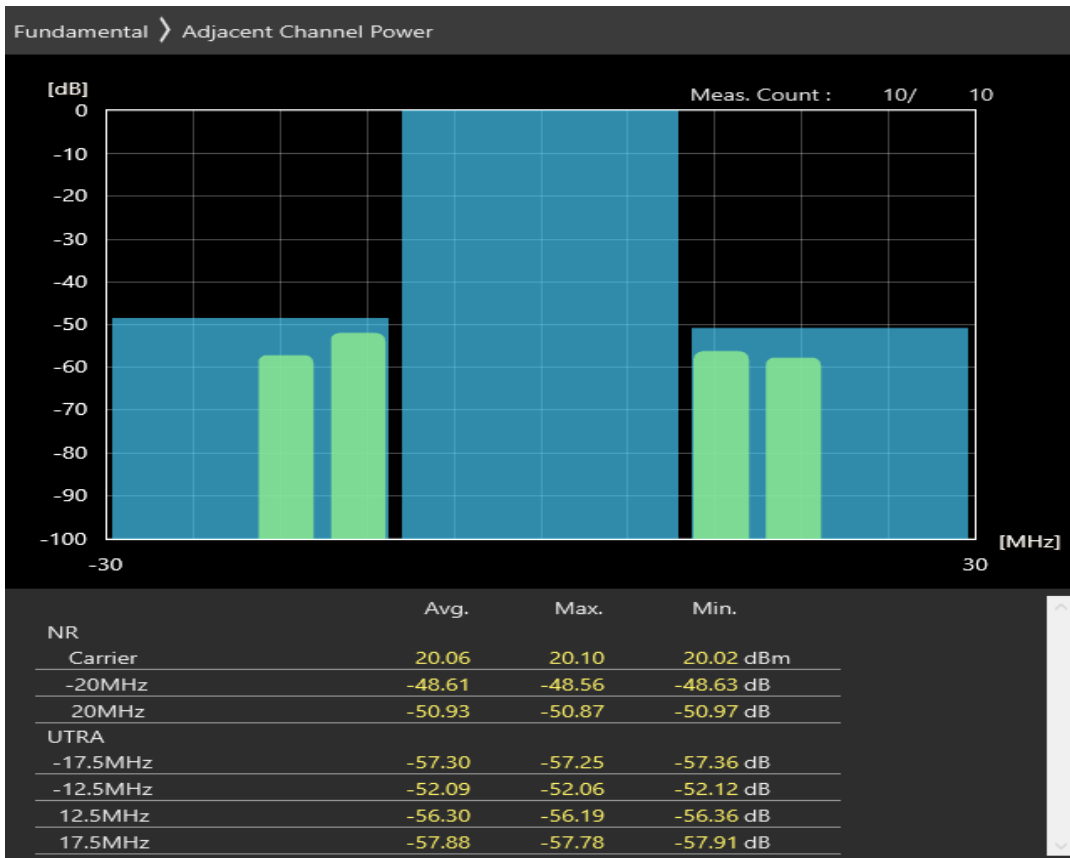 Fundamental 〉 Adjacent Channel Power
[dB]
Meas. Count : 10/ 10
0
-10
-20
-30
-40
-50
-60
-70
-80
-90
-100
[MHz]
-30 30
Avg. Max. Min.
NR
Carrier 20.06 20.10 20.02 dBm
-20MHz -48.61 -48.56 -48.63 dB
20MHz -50.93 -50.87 -50.97 dB
UTRA
-17.5MHz -57.30 -57.25 -57.36 dB
-12.5MHz -52.09 -52.06 -52.12 dB
12.5MHz -56.30 -56.19 -56.36 dB
17.5MHz -57.88 -57.78 -57.91 dB